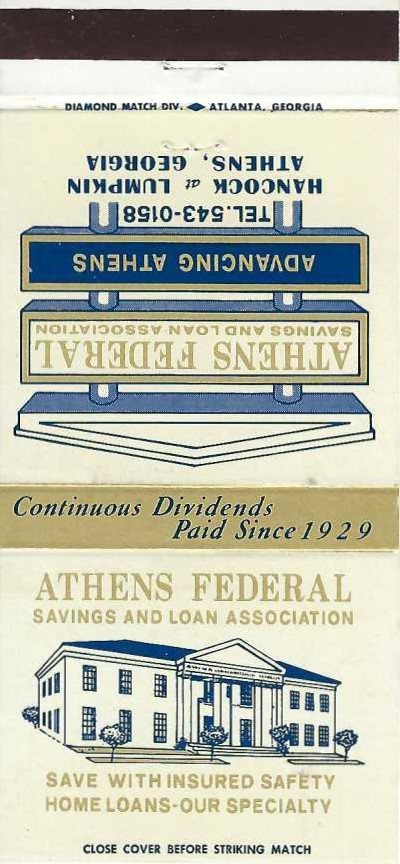 DIAMOND MATCH DIV. ATLANTA, GEORGIA
ATHENS FEDERAL
SAVINGS AND LOAN ASSOCIATION
ADVANCING ATHENS
TEL. 543-0158
HANCOCK at LUMPKIN
ATHENS, GEORGIA
Continuous Dividends
Paid Since 1929
ATHENS FEDERAL
SAVINGS AND LOAN ASSOCIATION
SAVE WITH INSURED SAFETY
HOME LOANS-OUR SPECIALTY
CLOSE COVER BEFORE STRIKING MATCH